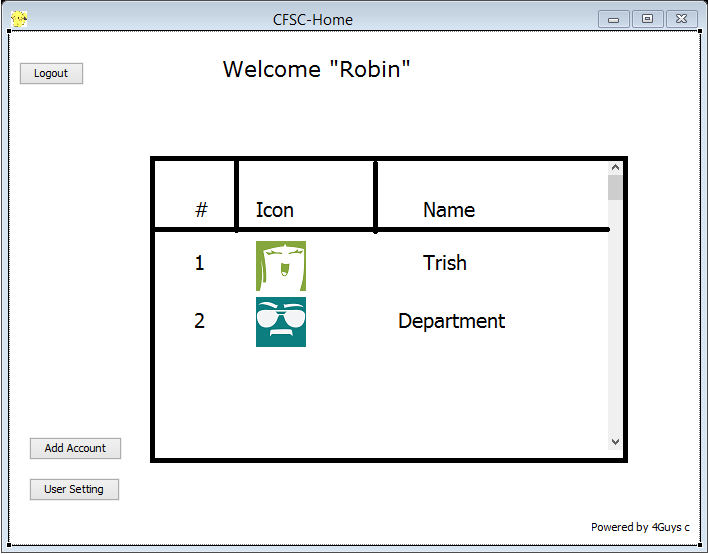 CFSC-Home
Logout
Welcome "Robin"
# Icon Name
1 Trish
2 Department
Add Account
User Setting
Powered by 4Guys c